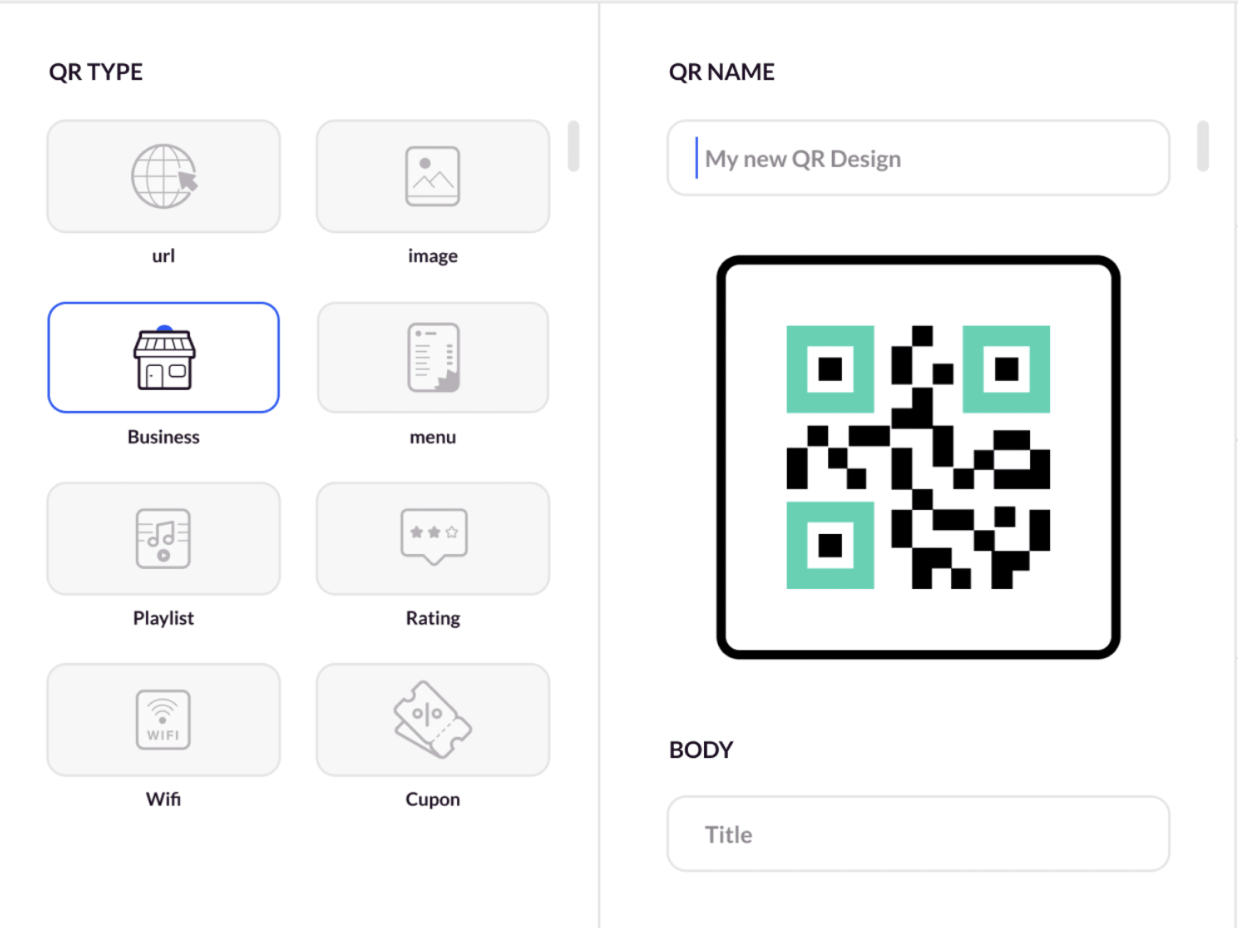 QR TYPE
url
image
Business
menu
Playlist
Rating
WIFI
Wifi
Cupon
QR NAME
My new QR Design
BODY
Title